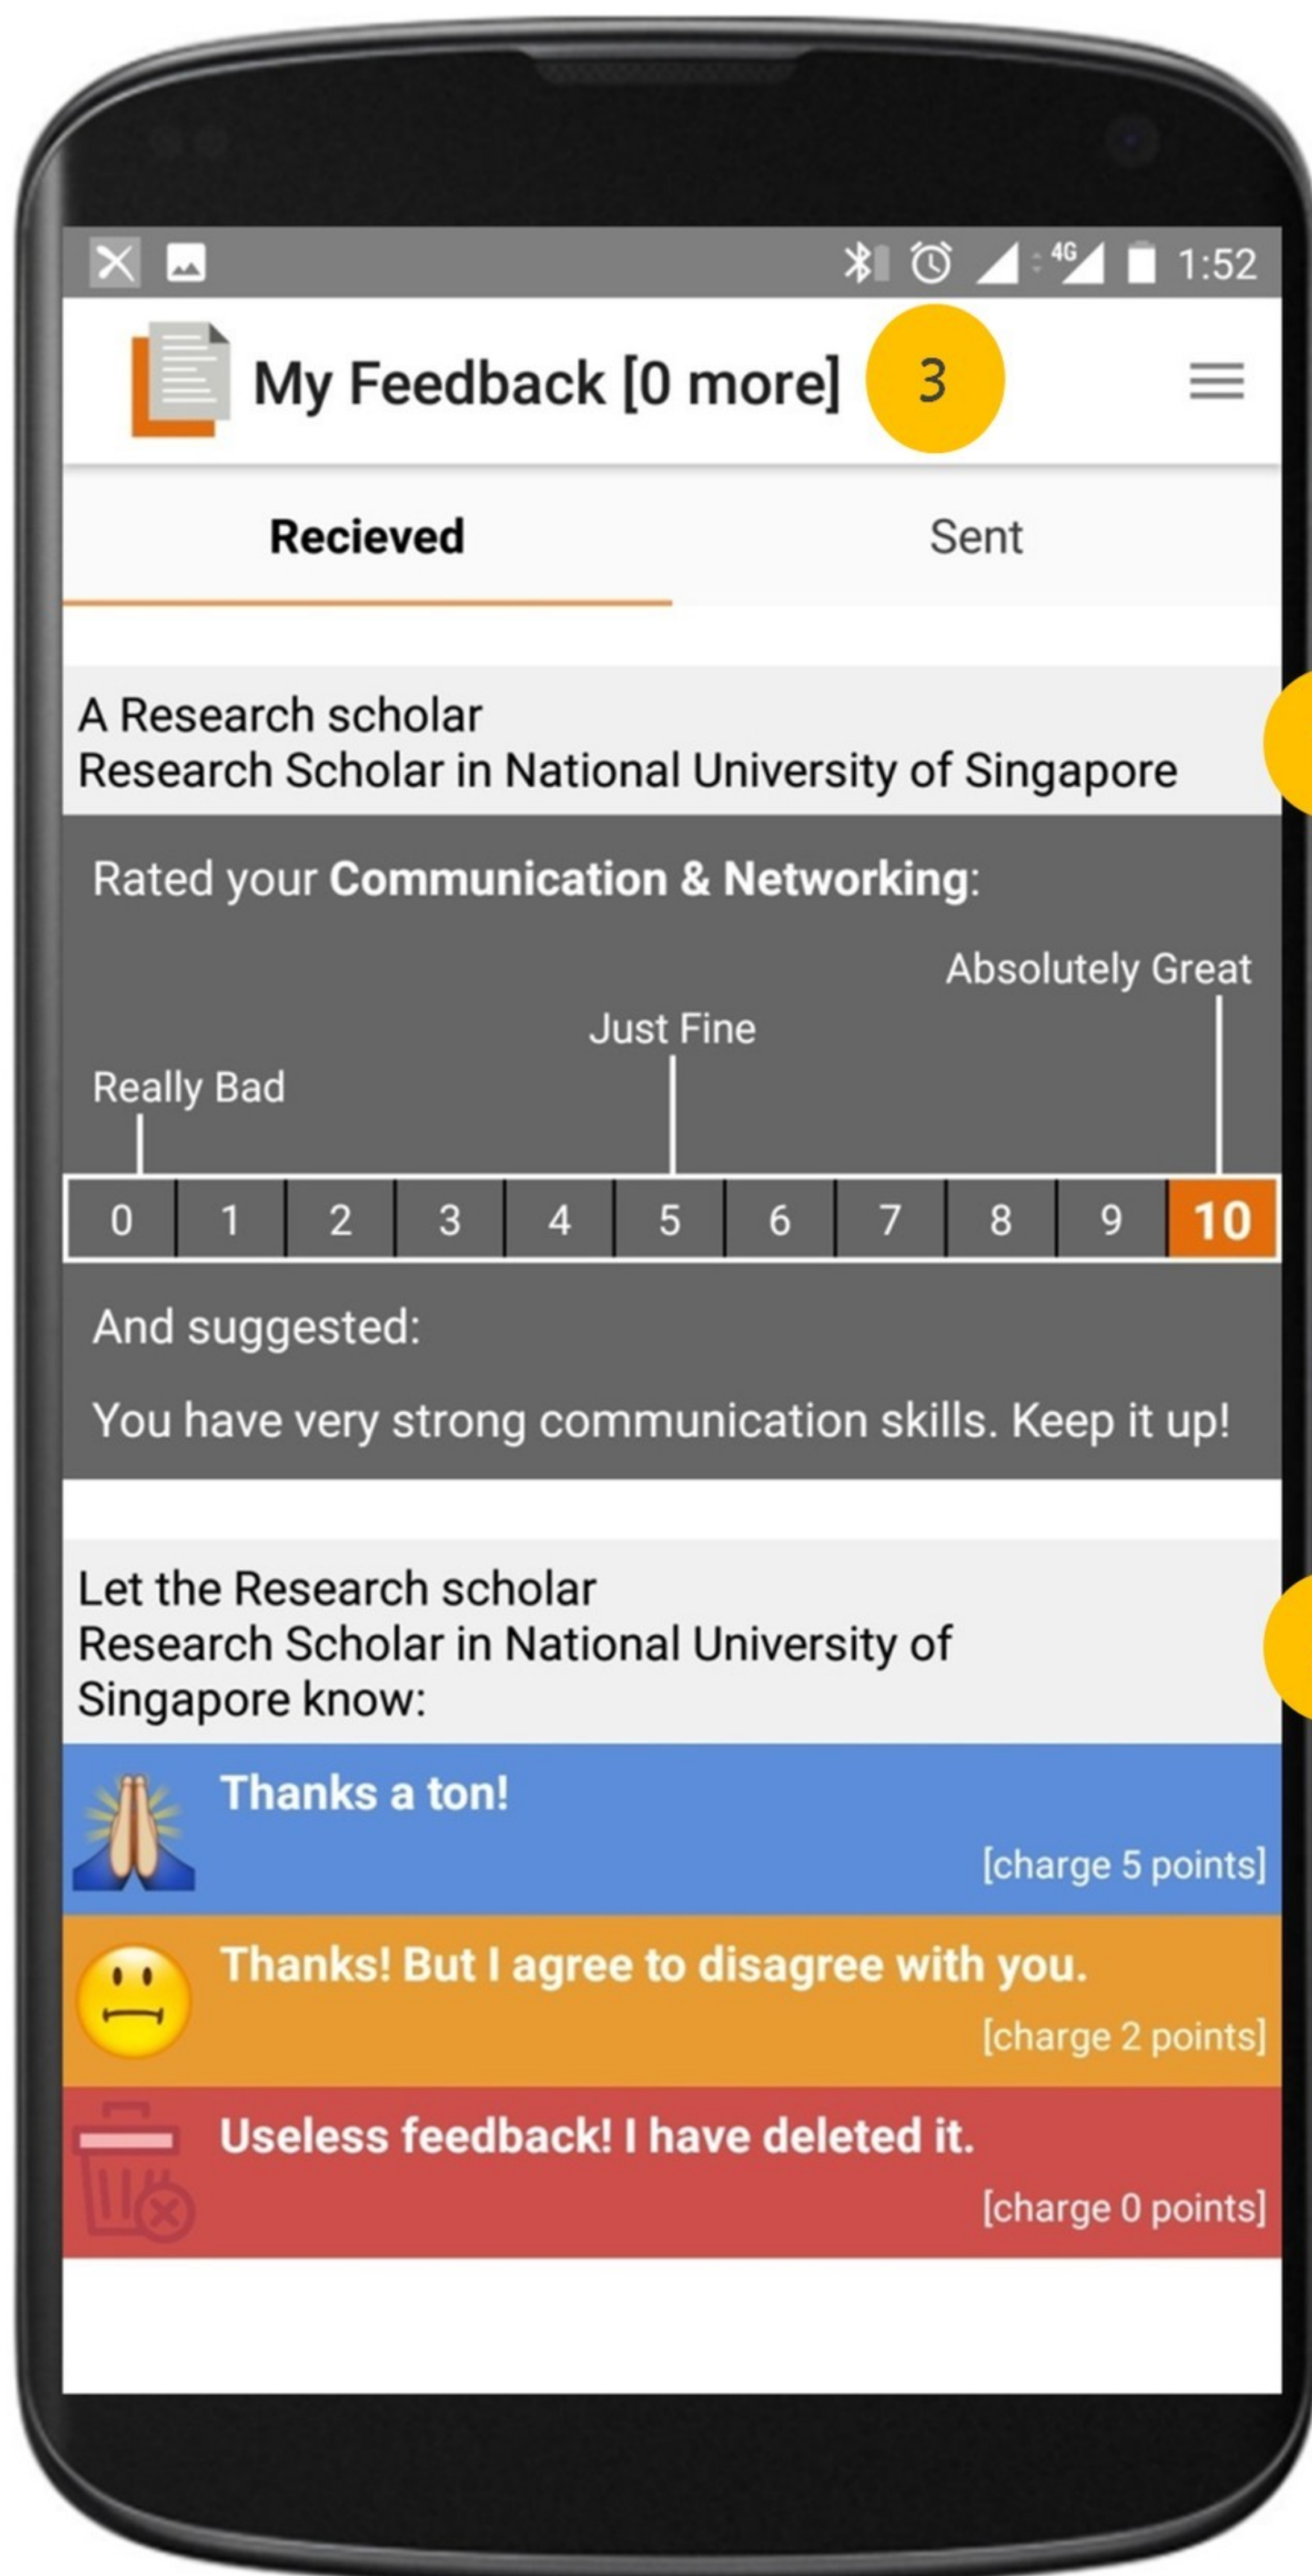 4G 1:52
My Feedback [0 more] 3
Recieved Sent
A Research scholar
Research Scholar in National University of Singapore
Rated your Communication & Networking:
Absolutely Great
Just Fine
Really Bad
0 1 2 3 4 5 6 7 8 9 10
And suggested:
You have very strong communication skills. Keep it up!
Let the Research scholar
Research Scholar in National University of
Singapore know:
Thanks a ton!
[charge 5 points]
Thanks! But I agree to disagree with you.
[charge 2 points]
Useless feedback! I have deleted it.
[charge 0 points]